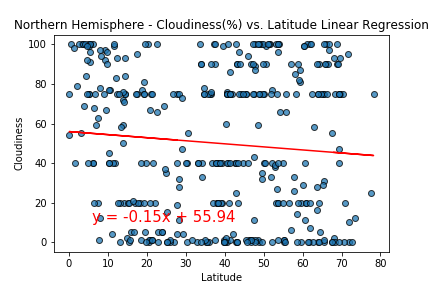 Northern Hemisphere - Cloudiness(%) vs. Latitude Linear Regression
100
80
60
40
20
0
Cloudiness
y = -0.15x + 55.94
0 10 20 30 40 50 60 70 80
Latitude